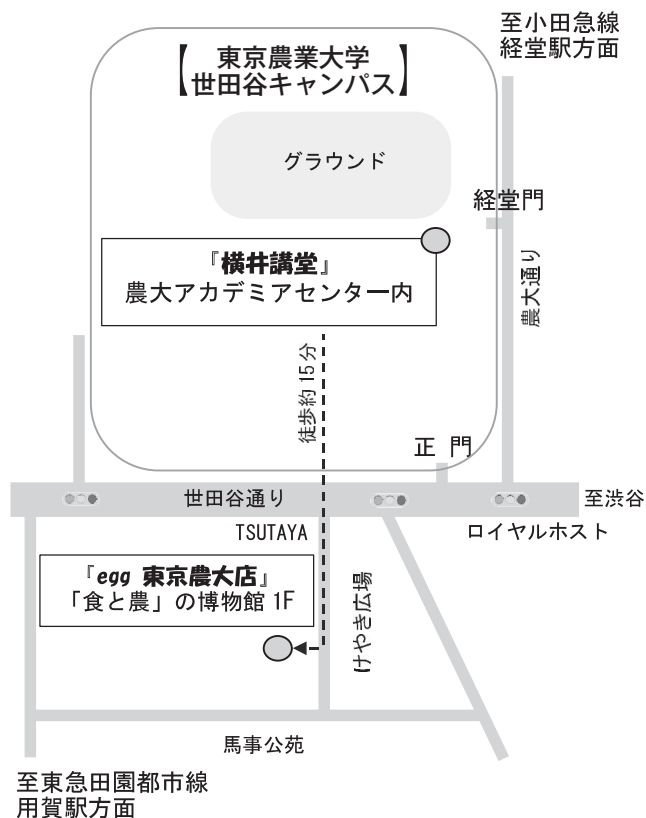 至小田急線
経堂駅方面
【東京農業大学
世田谷キャンパス】
グラウンド
経堂門
『横井講堂』
農大アカデミアセンター内
農大通り
徒歩約15分
正 門
世田谷通り
至渋谷
TSUTAYA
ロイヤルホスト
『egg 東京農大店』
「食と農」の博物館1F
けやき広場
馬事公苑
至東急田園都市線
用賀駅方面